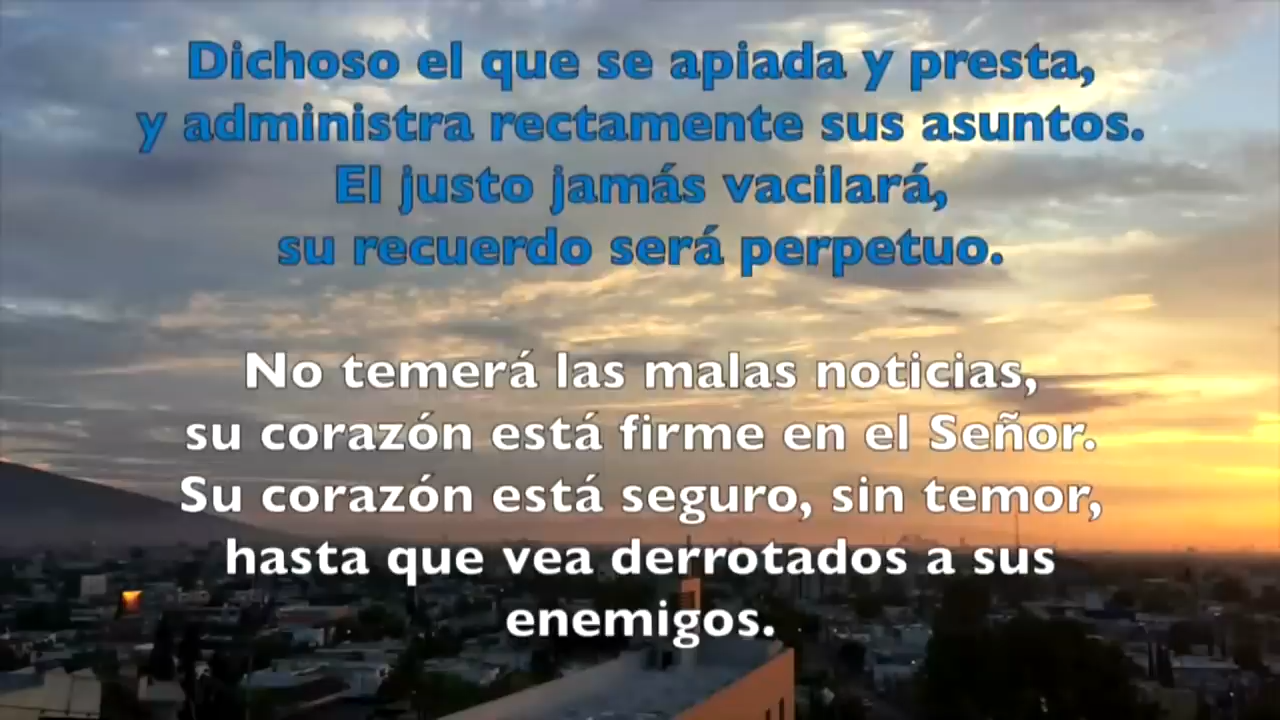 Dichoso el que se apiada y presta,
y administra rectamente sus asuntos.
El justo jamás vacilará,
su recuerdo será perpetuo.
No temerá las malas noticias,
su corazón está firme en el Señor.
Su corazón está seguro, sin temor,
hasta que vea derrotados a sus
enemigos.